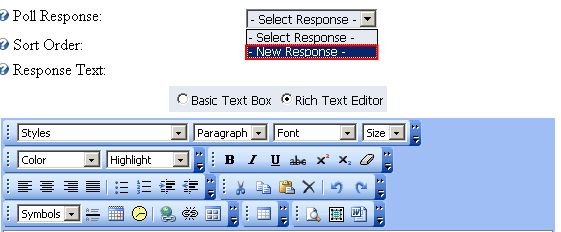 Poll Response: - Select Response -
- Select Response -
Sort Order: - New Response -
Response Text:
Basic Text Box Rich Text Editor
Styles Paragraph Font Size
Color Highlight B I U abc x² x₂
Symbols